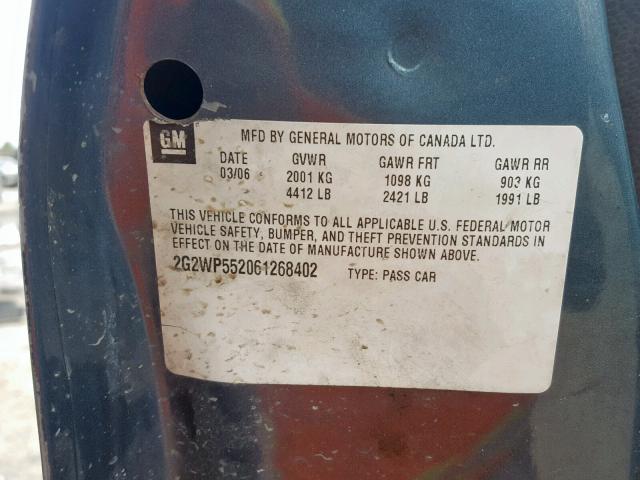 GM MFD BY GENERAL MOTORS OF CANADA LTD.
DATE GVWR GAWR FRT GAWR RR
03/06 2001 KG 1098 KG 903 KG
4412 LB 2421 LB 1991 LB
THIS VEHICLE CONFORMS TO ALL APPLICABLE U.S. FEDERAL MOTOR
VEHICLE SAFETY, BUMPER, AND THEFT PREVENTION STANDARDS IN
EFFECT ON THE DATE OF MANUFACTURE SHOWN ABOVE.
2G2WP552061268402 TYPE: PASS CAR